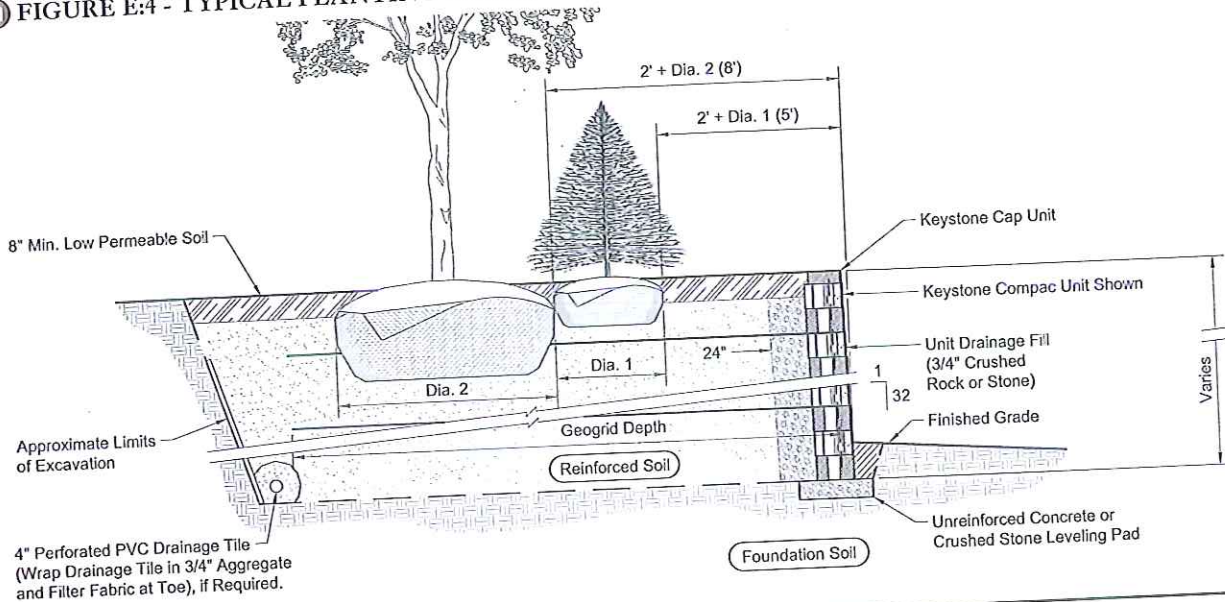 FIGURE E:4 - TYPICAL
2' + Dia. 2 (8')
2' + Dia. 1 (5')
8" Min. Low Permeable Soil
Keystone Cap Unit
Keystone Compac Unit Shown
24"
Unit Drainage Fill
(3/4" Crushed
Rock or Stone)
1
32
Varies
Dia. 1
Dia. 2
Finished Grade
Geogrid Depth
Approximate Limits
of Excavation
Reinforced Soil
Unreinforced Concrete or
Crushed Stone Leveling Pad
Foundation Soil
4" Perforated PVC Drainage Tile
(Wrap Drainage Tile in 3/4" Aggregate
and Filter Fabric at Toe), if Required.